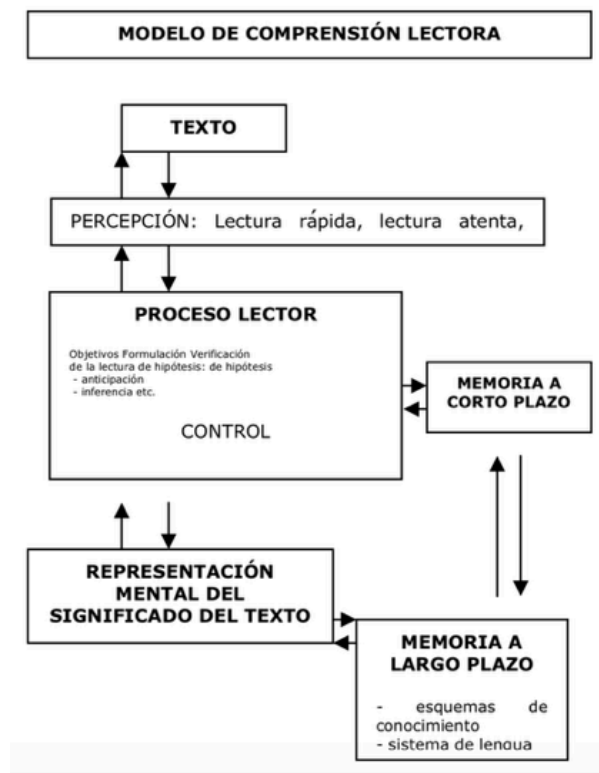 MODELO DE COMPRENSIÓN LECTORA
TEXTO
PERCEPCIÓN: Lectura rápida, lectura atenta,
PROCESO LECTOR
Objetivos Formulación Verificación
de la lectura de hipótesis: de hipótesis
- anticipación
- inferencia etc.
CONTROL
MEMORIA A
CORTO PLAZO
REPRESENTACIÓN
MENTAL DEL
SIGNIFICADO DEL TEXTO
MEMORIA A
LARGO PLAZO
- esquemas de
conocimiento
- sistema de lengua